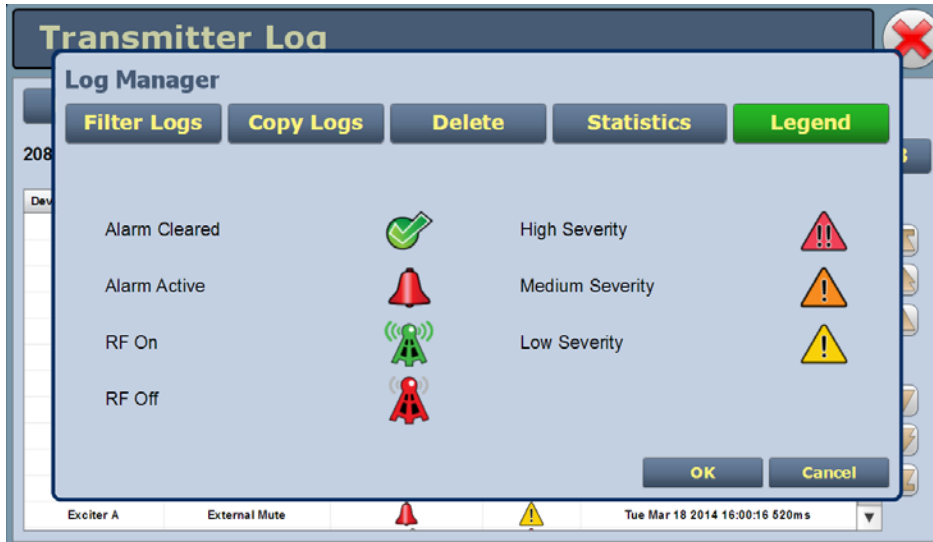 Transmitter Log
Log Manager
Filter Logs Copy Logs Delete Statistics Legend
208
Dev
Alarm Cleared High Severity
Alarm Active Medium Severity
RF On Low Severity
RF Off
OK Cancel
Exciter A External Mute Tue Mar 18 2014 16:00:16 520ms